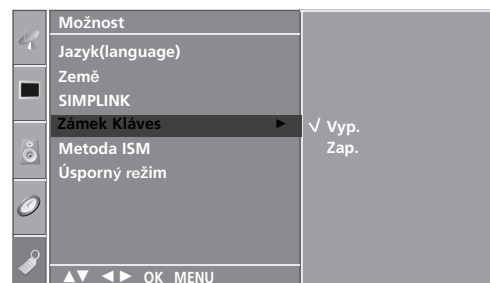 Možnost
Jazyk(language)
Země
SIMPLINK
Zámek Kláves ►
√ Vyp.
Zap.
Metoda ISM
Úsporný režim
▲▼ ◄► OK MENU